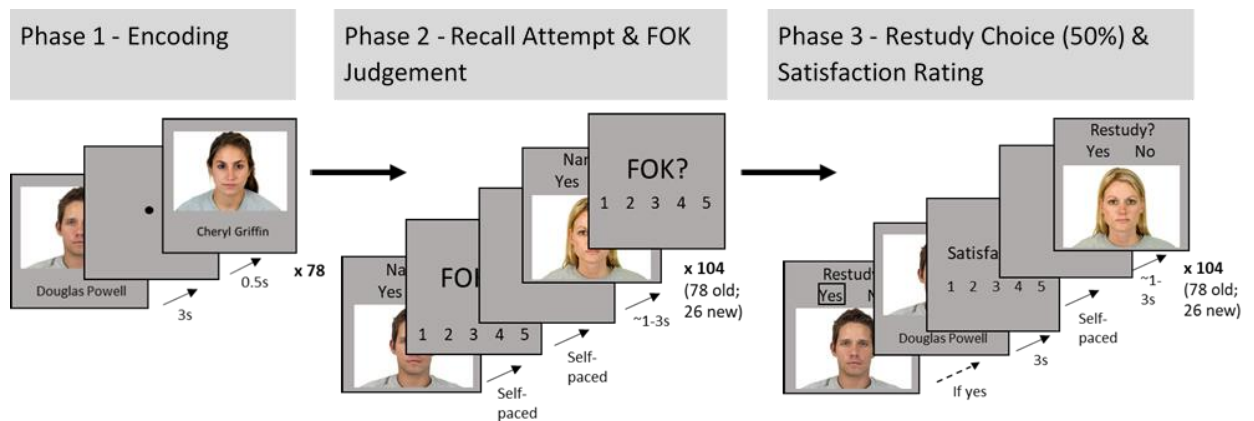 Phase 1 - Encoding
Phase 2 - Recall Attempt & FOK
Judgement
Phase 3 - Restudy Choice (50%) &
Satisfaction Rating
Douglas Powell
3s
Cheryl Griffin
0.5s
x 78
Yes
Self-
paced
1 2 3 4 5
Self-
paced
Yes
~1-3s
FOK?
1 2 3 4 5
x 104
(78 old;
26 new)
Yes
If yes
Douglas Powell
3s
1 2 3 4 5
Self-
paced
~1-
3s
Restudy?
Yes No
x 104
(78 old;
26 new)